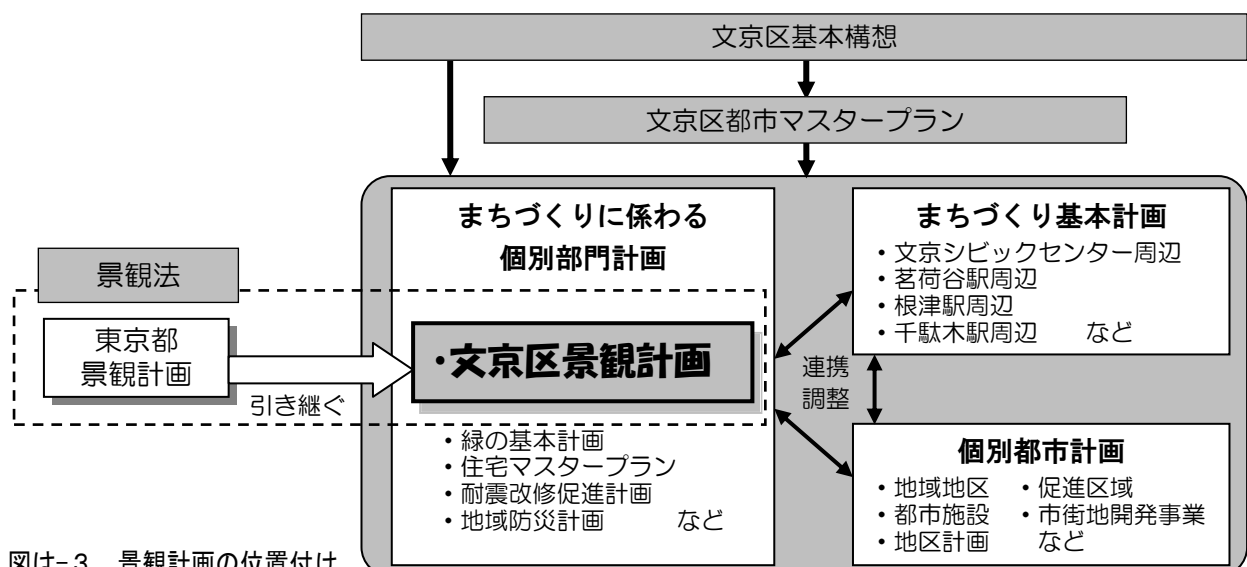 文京区基本構想
文京区都市マスタープラン
まちづくりに係わる
個別部門計画
まちづくり基本計画
・文京シビックセンター周辺
・茗荷谷駅周辺
・根津駅周辺
・千駄木駅周辺　など
景観法
東京都
景観計画
引き継ぐ
・文京区景観計画
連携
調整
・緑の基本計画
・住宅マスタープラン
・耐震改修促進計画
・地域防災計画　など
個別都市計画
・地域地区　・促進区域
・都市施設　・市街地開発事業
・地区計画　など
図は-3　景観計画の位置付け